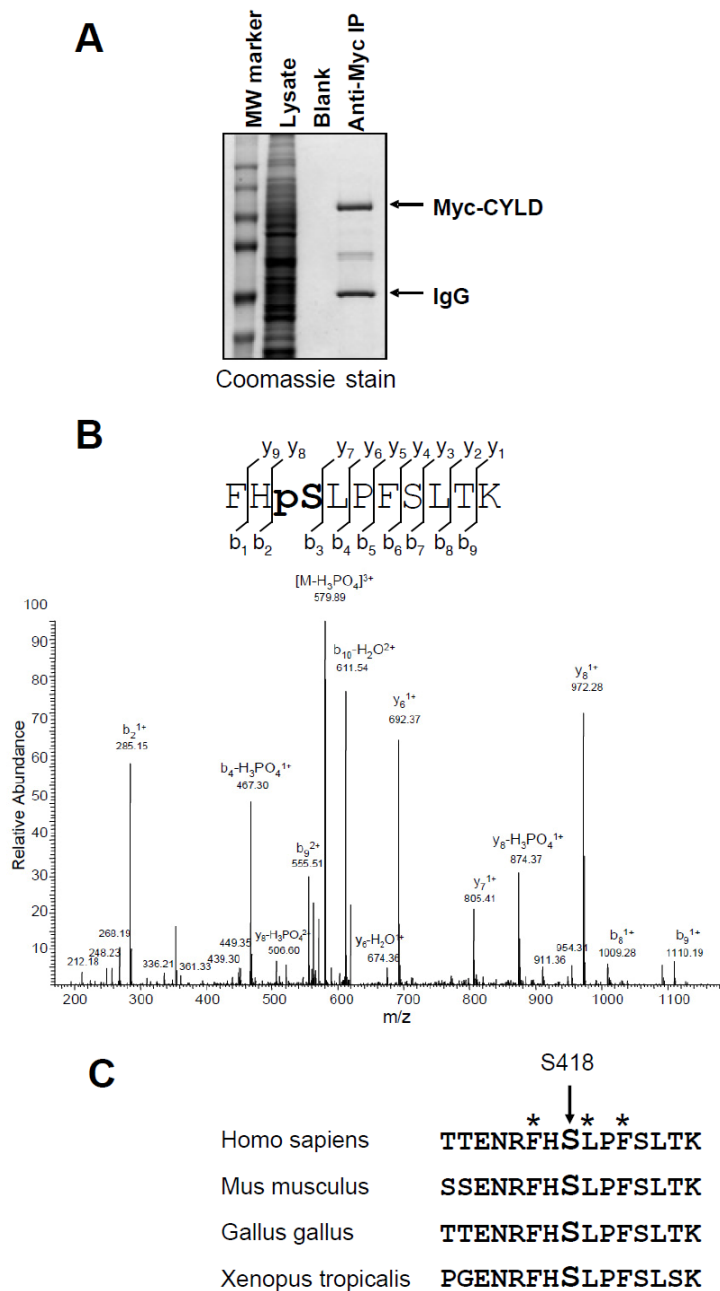 A
MW marker
Lysate
Blank
Anti-Myc IP
Myc-CYLD
IgG
Coomassie stain
B
y9 y8 y7 y6 y5 y4 y3 y2 y1
FHpSLPFSLTK
b1 b2 b3 b4 b5 b6 b7 b8 b9
[M-H3PO4]3+
579.89
b10-H2O2+
611.54
y8 1+
972.28
y6 1+
692.37
b2 1+
285.15
b4-H3PO4 1+
467.30
y8-H3PO4 1+
874.37
b9 2+
555.51
y7 1+
805.41
y8-H3PO4 2+
506.60
y6-H2O1+
674.36
b8 1+
1009.28
b9 1+
1110.19
212.18
248.23
268.19
336.21
361.33
439.30
449.35
911.36
954.31
100
90
80
70
60
50
40
30
20
10
Relative Abundance
200 300 400 500 600 700 800 900 1000 1100
m/z
C
S418
* * *
Homo sapiens TTENRFHSLPFSLTK
Mus musculus SSENRFHSLPFSLTK
Gallus gallus TTENRFHSLPFSLTK
Xenopus tropicalis PGENRFHSLPFSLSK